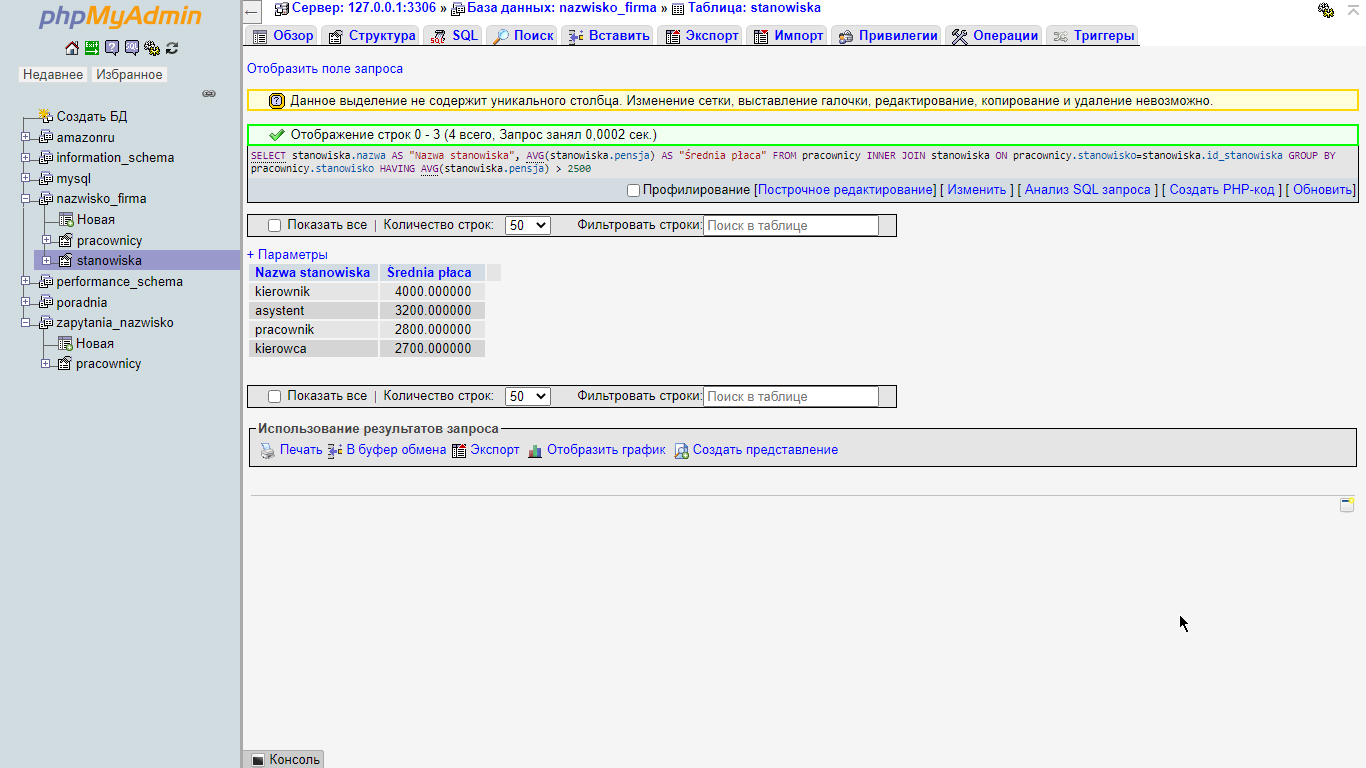 phpMyAdmin
Недавнее Избранное
Создать БД
amazonru
information_schema
mysql
nazwisko_firma
Новая
pracownicy
stanowiska
performance_schema
poradnia
zapytania_nazwisko
Новая
pracownicy
Сервер: 127.0.0.1:3306 » База данных: nazwisko_firma » Таблица: stanowiska
Обзор Структура SQL Поиск Вставить Экспорт Импорт Привилегии Операции Триггеры
Отобразить поле запроса
Данное выделение не содержит уникального столбца. Изменение сетки, выставление галочки, редактирование, копирование и удаление невозможно.
Отображение строк 0 - 3 (4 всего, Запрос занял 0,0002 сек.)
SELECT stanowiska.nazwa AS "Nazwa stanowiska", AVG(stanowiska.pensja) AS "Średnia płaca" FROM pracownicy INNER JOIN stanowiska ON pracownicy.stanowisko=stanowiska.id_stanowiska GROUP BY
pracownicy.stanowisko HAVING AVG(stanowiska.pensja) > 2500
Профилирование [Построчное редактирование] [ Изменить ] [ Анализ SQL запроса ] [ Создать PHP-код ] [ Обновить]
Показать все | Количество строк: 50 Фильтровать строки: Поиск в таблице
+ Параметры
Nazwa stanowiska Średnia płaca
kierownik 4000.000000
asystent 3200.000000
pracownik 2800.000000
kierowca 2700.000000
Показать все | Количество строк: 50 Фильтровать строки: Поиск в таблице
Использование результатов запроса
Печать В буфер обмена Экспорт Отобразить график Создать представление
Консоль